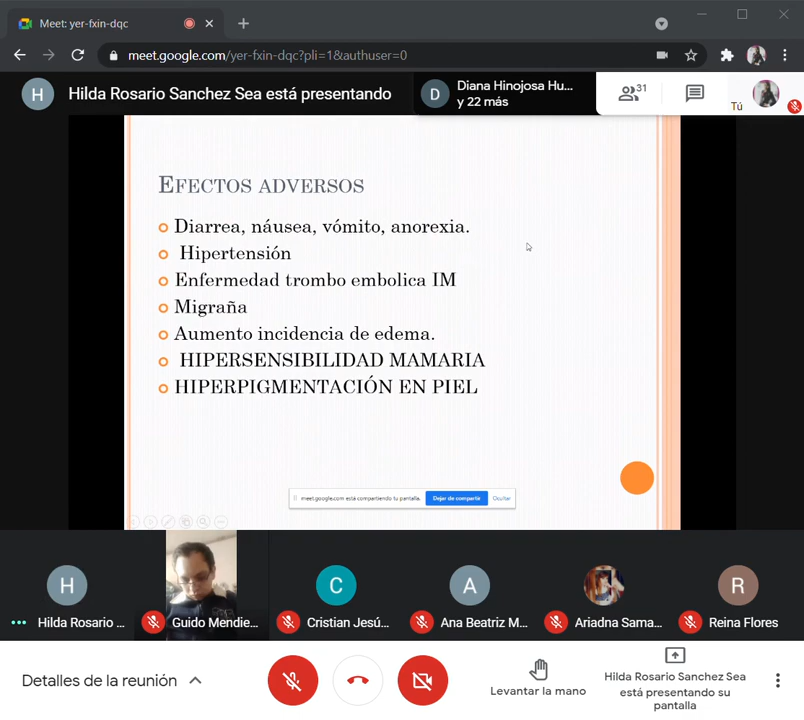 Meet: yer-fxin-dqc
meet.google.com/yer-fxin-dqc?pli=1&authuser=0
H
Hilda Rosario Sanchez Sea está presentando
D
Diana Hinojosa Hu...
y 22 más
31
Tú
EFECTOS ADVERSOS
Diarrea, náusea, vómito, anorexia.
Hipertensión
Enfermedad trombo embolica IM
Migraña
Aumento incidencia de edema.
HIPERSENSIBILIDAD MAMARIA
HIPERPIGMENTACIÓN EN PIEL
meet.google.com está compartiendo tu pantalla.
Dejar de compartir
Ocultar
H
C
A
R
Hilda Rosario ...
Guido Mendie...
Cristian Jesú...
Ana Beatriz M...
Ariadna Sama...
Reina Flores
Detalles de la reunión
Levantar la mano
Hilda Rosario Sanchez Sea
está presentando su
pantalla